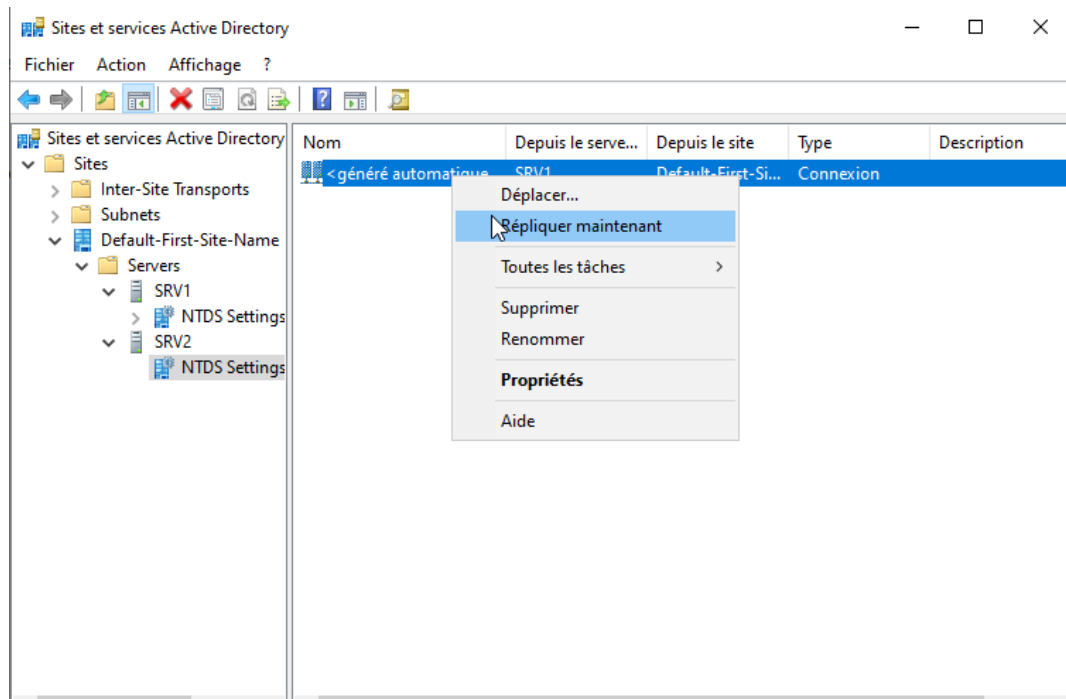 Sites et services Active Directory
Fichier Action Affichage ?
Sites et services Active Directory
Sites
Inter-Site Transports
Subnets
Default-First-Site-Name
Servers
SRV1
NTDS Settings
SRV2
NTDS Settings
Nom Depuis le serve... Depuis le site Type Description
<généré automatique... SRV1 Default-First-Si... Connexion
Déplacer...
Répliquer maintenant
Toutes les tâches
Supprimer
Renommer
Propriétés
Aide